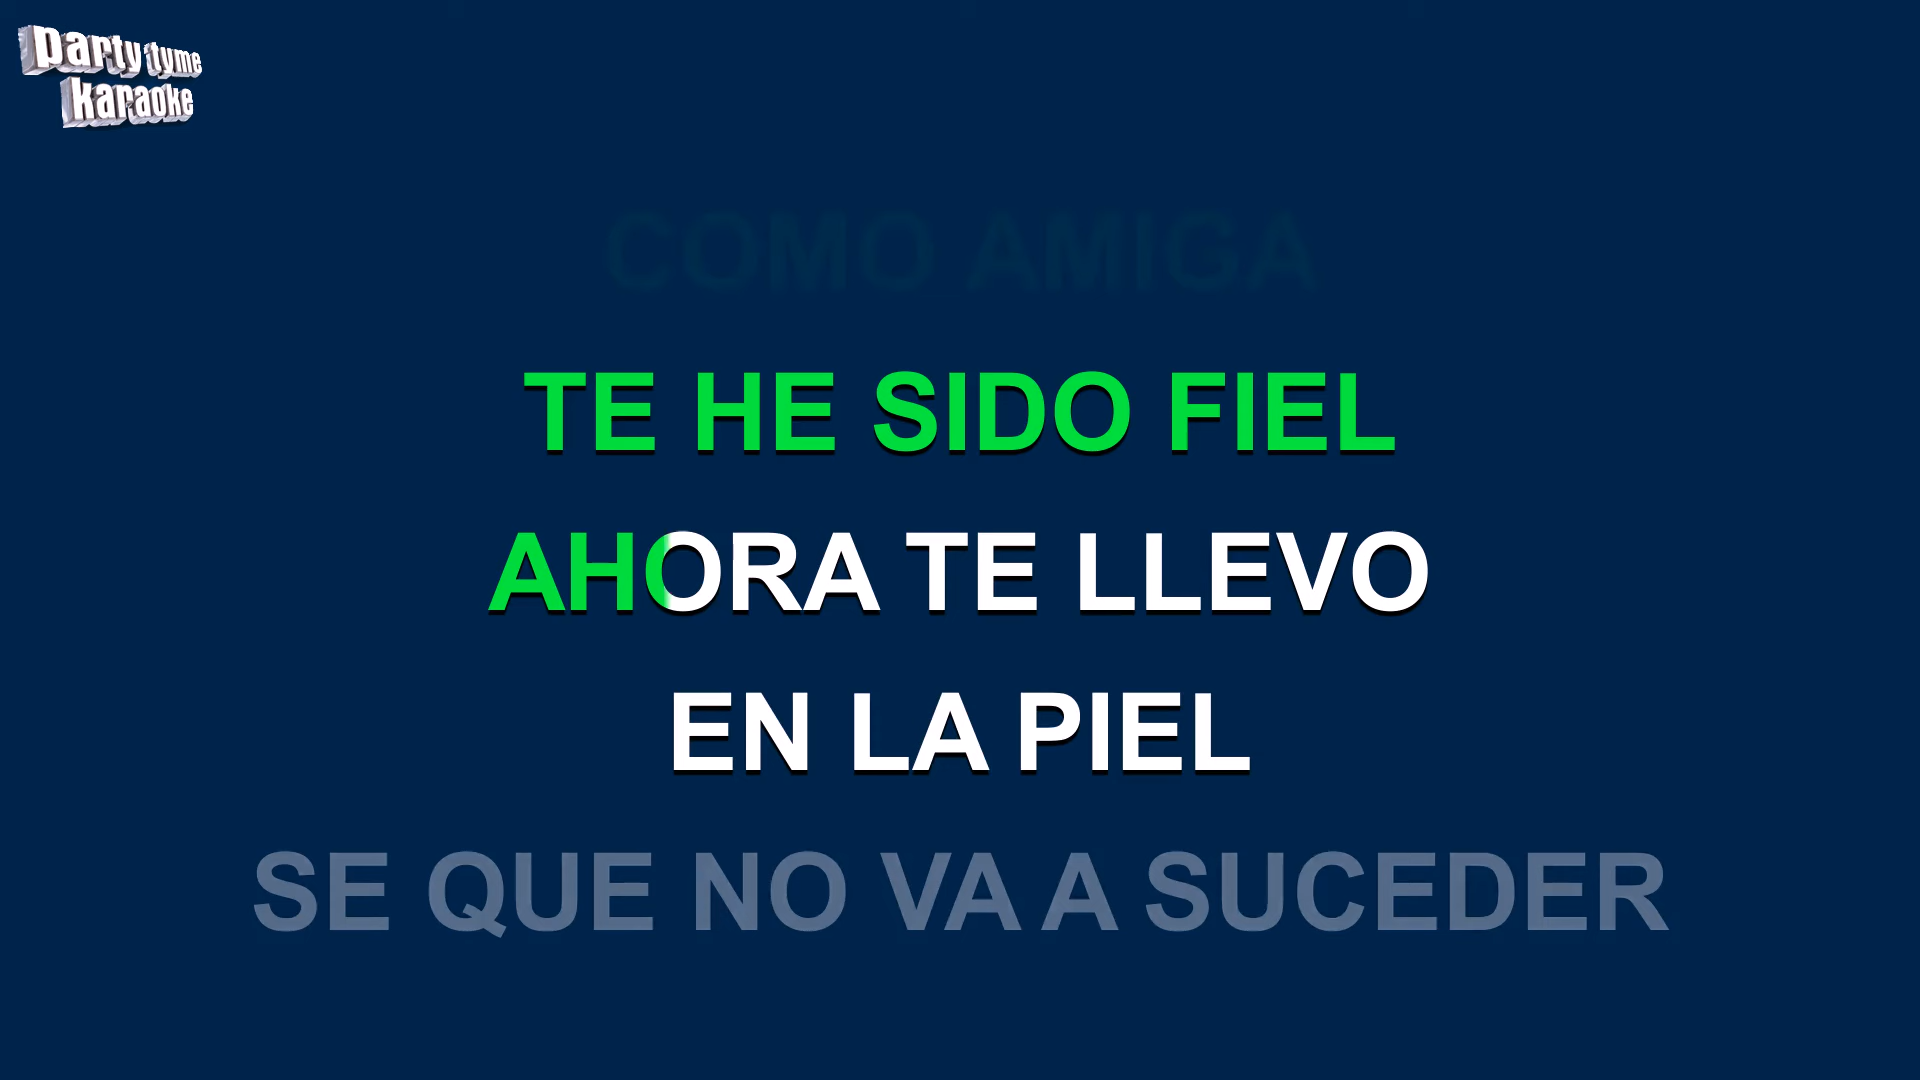 party tyme
karaoke
COMO AMIGA
TE HE SIDO FIEL
AHORA TE LLEVO
EN LA PIEL
SE QUE NO VA A SUCEDER